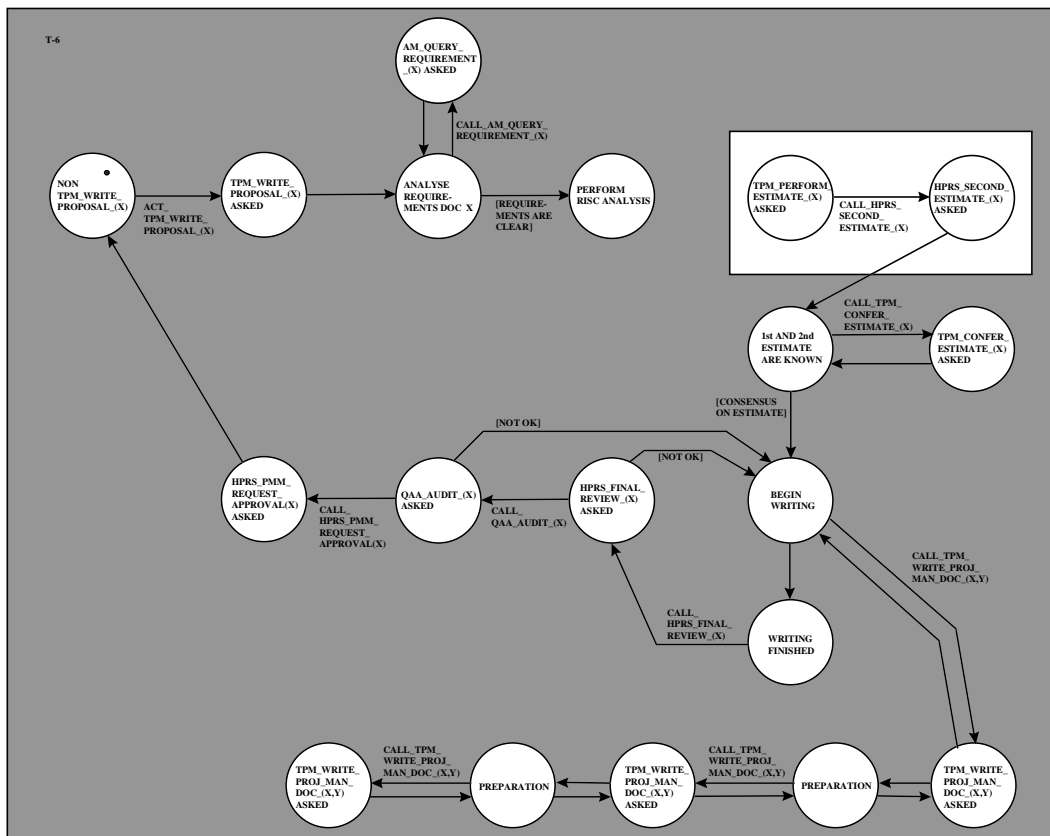 T-6
AM_QUERY_
REQUIREMENT
_(X) ASKED
CALL_AM_QUERY_
REQUIREMENT_(X)
NON
TPM_WRITE_
PROPOSAL_(X)
ACT_
TPM_WRITE_
PROPOSAL_(X)
TPM_WRITE_
PROPOSAL_(X)
ASKED
ANALYSE
REQUIRE-
MENTS DOC X
[REQUIRE-
MENTS ARE
CLEAR]
PERFORM
RISC ANALYSIS
TPM_PERFORM_
ESTIMATE_(X)
ASKED
CALL_HPRS_
SECOND_
ESTIMATE_(X)
HPRS_SECOND_
ESTIMATE_(X)
ASKED
1st AND 2nd
ESTIMATE
ARE KNOWN
CALL_TPM_
CONFER_
ESTIMATE_(X)
TPM_CONFER_
ESTIMATE_(X)
ASKED
[CONSENSUS
ON ESTIMATE]
[NOT OK]
[NOT OK]
HPRS_PMM_
REQUEST_
APPROVAL(X)
ASKED
CALL_
HPRS_PMM_
REQUEST_
APPROVAL(X)
QAA_AUDIT_(X)
ASKED
CALL_
QAA_AUDIT_(X)
HPRS_FINAL_
REVIEW_(X)
ASKED
BEGIN
WRITING
CALL_TPM_
WRITE_PROJ_
MAN_DOC_(X,Y)
CALL_
HPRS_FINAL_
REVIEW_(X)
WRITING
FINISHED
TPM_WRITE_
PROJ_MAN_
DOC_(X,Y)
ASKED
CALL_TPM_
WRITE_PROJ_
MAN_DOC_(X,Y)
PREPARATION
TPM_WRITE_
PROJ_MAN_
DOC_(X,Y)
ASKED
CALL_TPM_
WRITE_PROJ_
MAN_DOC_(X,Y)
PREPARATION
TPM_WRITE_
PROJ_MAN_
DOC_(X,Y)
ASKED